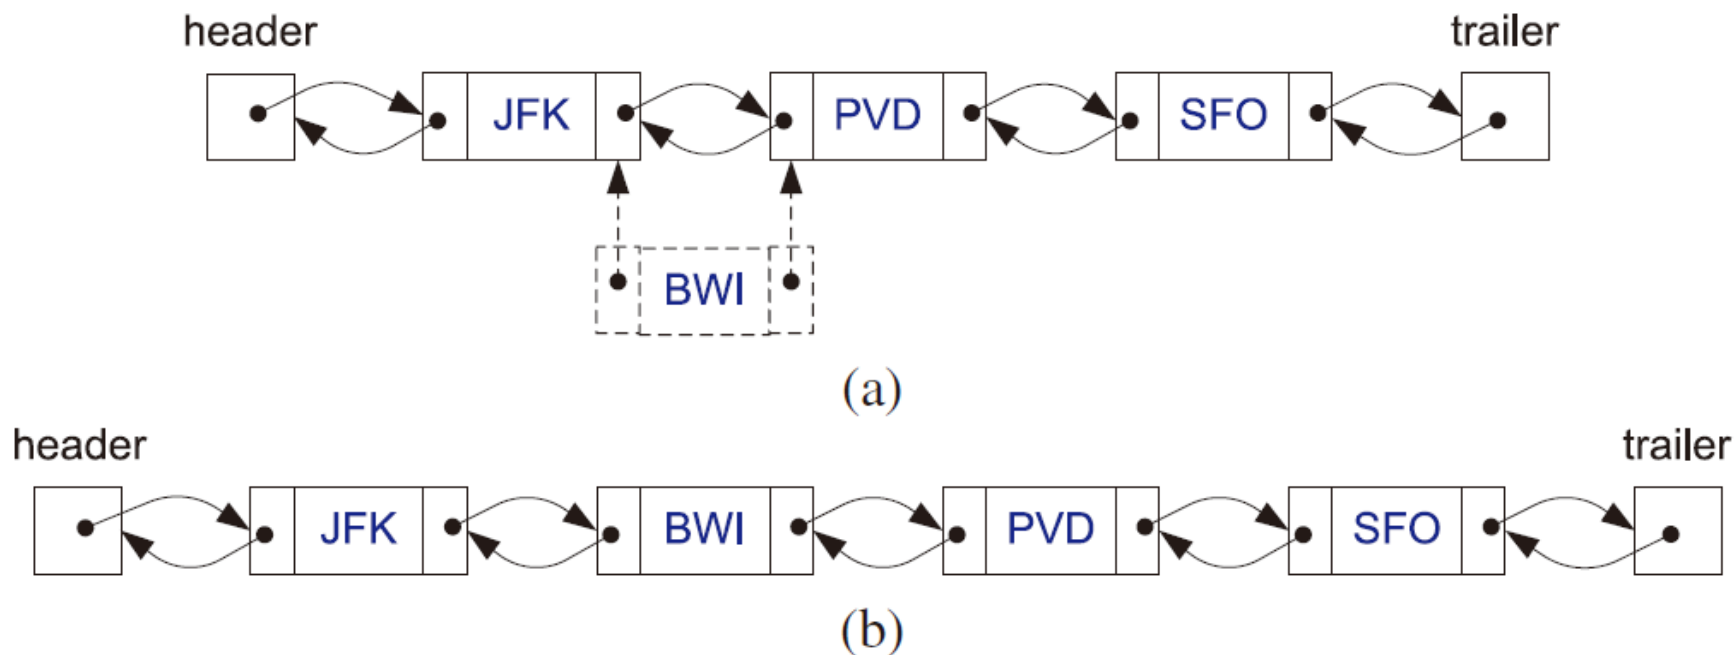 header trailer
JFK PVD SFO
BWI
(a)
header trailer
JFK BWI PVD SFO
(b)